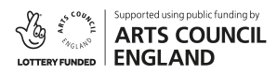 ARTS COUNCIL
ENGLAND
LOTTERY FUNDED
Supported using public funding by
ARTS COUNCIL
ENGLAND